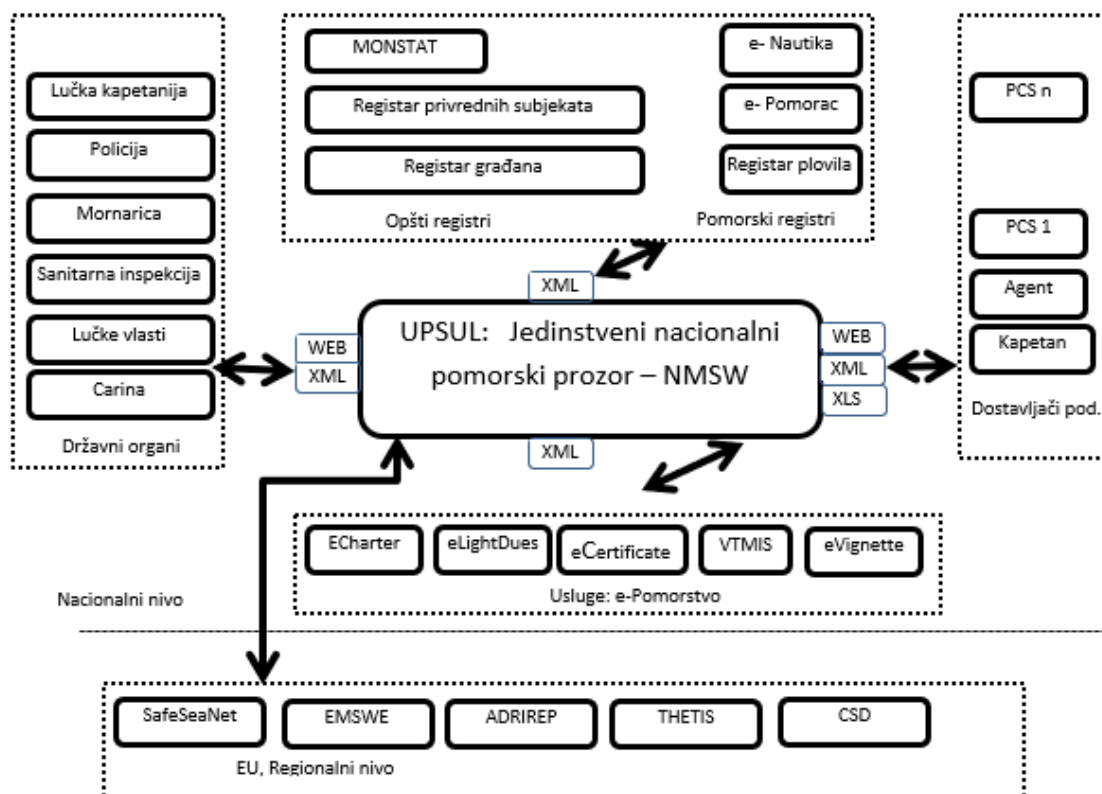 MONSTAT
Registar privrednih subjekata
Registar građana
Opšti registri
e- Nautika
e- Pomorac
Registar plovila
Pomorski registri
Lučka kapetanija
Policija
Mornarica
Sanitarna inspekcija
Lučke vlasti
Carina
Državni organi
PCS n
PCS 1
Agent
Kapetan
Dostavljači pod.
XML
WEB
XML
UPSUL: Jedinstveni nacionalni
pomorski prozor – NMSW
WEB
XML
XLS
XML
ECharter
eLightDues
eCertificate
VTMIS
eVignette
Usluge: e-Pomorstvo
Nacionalni nivo
SafeSeaNet
EMSWE
ADRIREP
THETIS
CSD
EU, Regionalni nivo